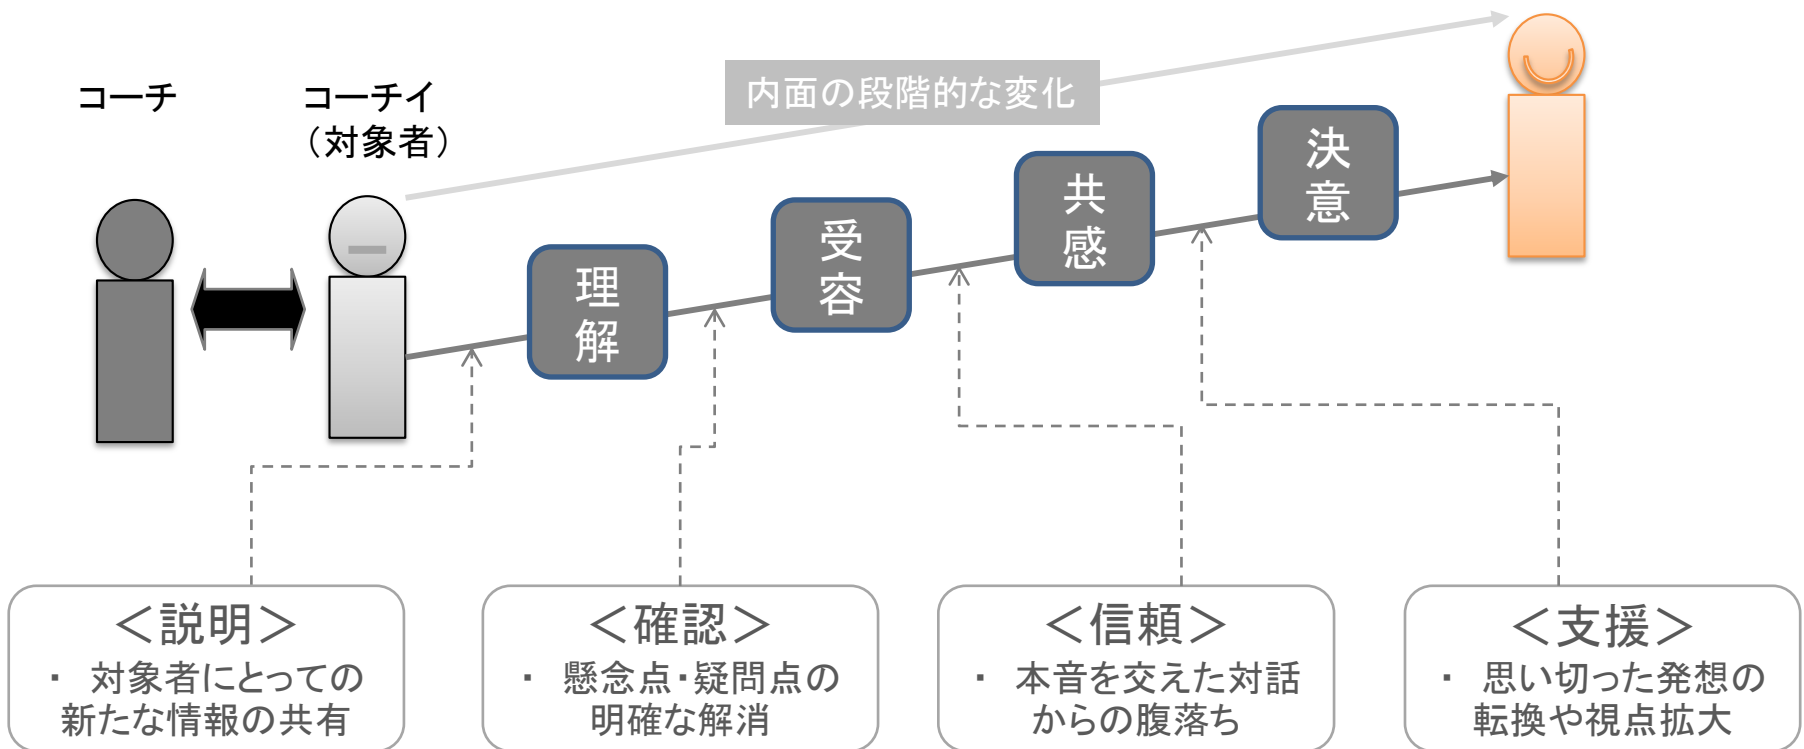 コーチ
コーチイ
（対象者）
内面の段階的な変化
理
解
受
容
共
感
決
意
＜説明＞
・ 対象者にとっての
新たな情報の共有
＜確認＞
・ 懸念点・疑問点の
明確な解消
＜信頼＞
・ 本音を交えた対話
からの腹落ち
＜支援＞
・ 思い切った発想の
転換や視点拡大